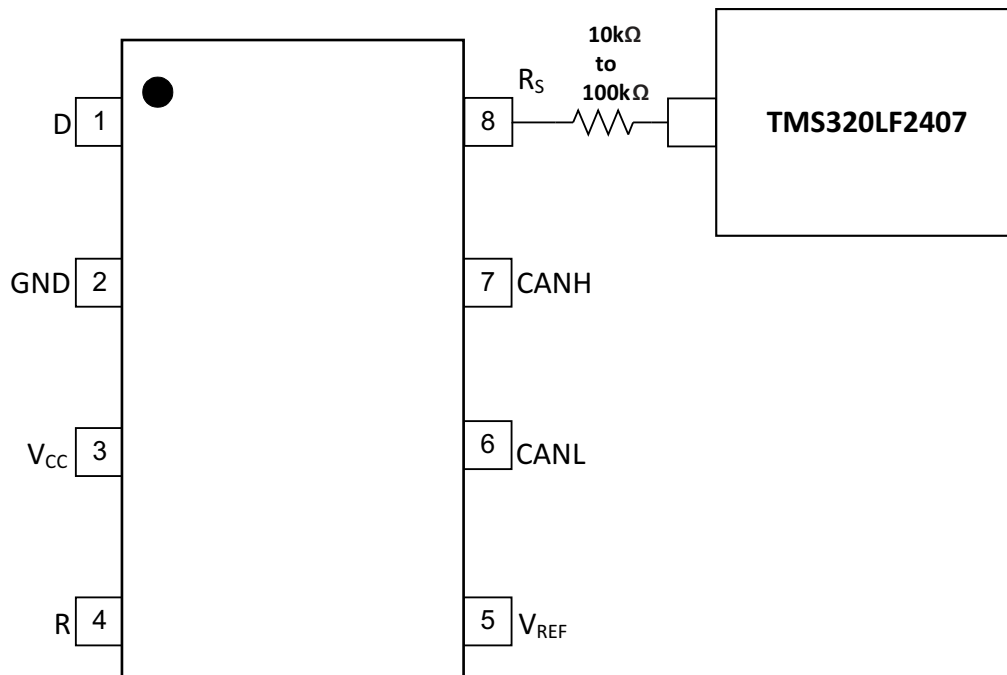 10kΩ
to
100kΩ
R_S
TMS320LF2407
D 1
8
GND 2
7 CANH
V_CC 3
6 CANL
R 4
5 V_REF